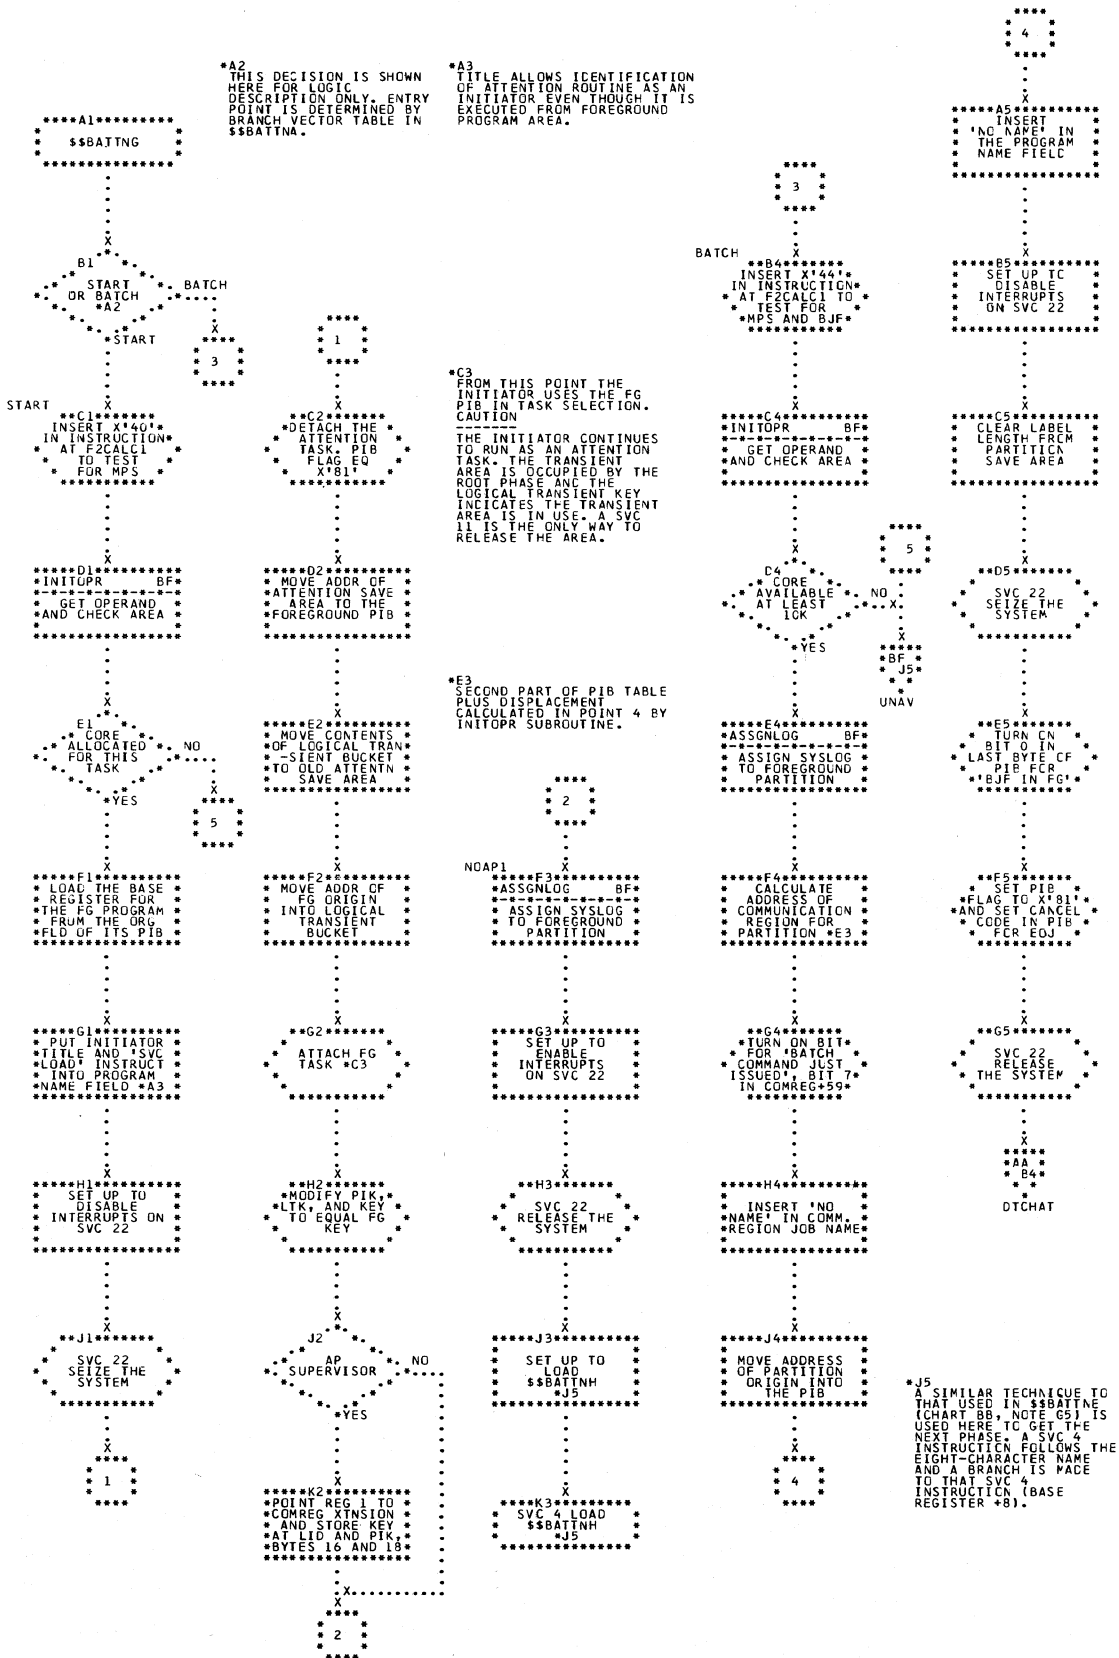 *A2
THIS DECISION IS SHOWN
HERE FOR LOGIC
DESCRIPTION ONLY. ENTRY
POINT IS DETERMINED BY
BRANCH VECTOR TABLE IN
$$BATTNA.
*A3
TITLE ALLOWS IDENTIFICATION
OF ATTENTION ROUTINE AS AN
INITIATOR EVEN THOUGH IT IS
EXECUTED FROM FOREGROUND
PROGRAM AREA.
A1
$$BATTNG
B1
START
OR BATCH
*A2
BATCH
START
3
START
C1
INSERT X'40'
IN INSTRUCTION
AT F2CALC1
TO TEST
FOR MPS
D1
INITOPR BF
GET OPERAND
AND CHECK AREA
E1
CORE
ALLOCATED
FOR THIS
TASK
NO
YES
5
F1
LOAD THE BASE
REGISTER FOR
THE FG PROGRAM
FRUM THE ORG
FLD OF ITS PIB
G1
PUT INITIATOR
TITLE AND 'SVC
LOAD' INSTRUCT
INTO PROGRAM
NAME FIELD *A3
H1
SET UP TO
DISABLE
INTERRUPTS ON
SVC 22
J1
SVC 22
SEIZE THE
SYSTEM
1
1
C2
DETACH THE
ATTENTION
TASK. PIB
FLAG EQ
X'81'
D2
MOVE ADDR OF
ATTENTION SAVE
AREA TO THE
FOREGROUND PIB
E2
MOVE CONTENTS
OF LOGICAL TRAN
-SIENT BUCKET
TO OLD ATTENTN
SAVE AREA
F2
MOVE ADDR OF
FG ORIGIN
INTO LOGICAL
TRANSIENT
BUCKET
G2
ATTACH FG
TASK *C3
H2
MODIFY PIK,
LTK, AND KEY
TO EQUAL FG
KEY
J2
AP
SUPERVISOR
NO
YES
K2
POINT REG 1 TO
COMREG XTNSION
AND STORE KEY
AT LID AND PIK,
BYTES 16 AND 18
2
*C3
FROM THIS POINT THE
INITIATOR USES THE FG
PIB IN TASK SELECTION.
CAUTION
-------
THE INITIATOR CONTINUES
TO RUN AS AN ATTENTION
TASK. THE TRANSIENT
AREA IS OCCUPIED BY THE
ROOT PHASE AND THE
LOGICAL TRANSIENT KEY
INDICATES THE TRANSIENT
AREA IS IN USE. A SVC
11 IS THE ONLY WAY TO
RELEASE THE AREA.
*E3
SECOND PART OF PIB TABLE
PLUS DISPLACEMENT
CALCULATED IN POINT 4 BY
INITOPR SUBROUTINE.
2
NOAP1
F3
ASSGNLOG BF
ASSIGN SYSLOG
TO FOREGROUND
PARTITION
G3
SET UP TO
ENABLE
INTERRUPTS
ON SVC 22
H3
SVC 22
RELEASE THE
SYSTEM
J3
SET UP TO
LOAD
$$BATTNH
*J5
K3
SVC 4 LOAD
$$BATTNH
*J5
3
BATCH
B4
INSERT X'44'
IN INSTRUCTION
AT F2CALC1 TO
TEST FOR
MPS AND BJF
C4
INITOPR BF
GET OPERAND
AND CHECK AREA
D4
CORE
AVAILABLE
AT LEAST
10K
NO
YES
5
BF
J5
UNAV
E4
ASSGNLOG BF
ASSIGN SYSLOG
TO FOREGROUND
PARTITION
F4
CALCULATE
ADDRESS OF
COMMUNICATION
REGION FOR
PARTITION *E3
G4
TURN ON BIT
FOR 'BATCH
COMMAND JUST
ISSUED', BIT 7
IN COMREG+59
H4
INSERT 'NO
NAME' IN COMM.
REGION JOB NAME
J4
MOVE ADDRESS
OF PARTITION
ORIGIN INTO
THE PIB
4
4
A5
INSERT
'NO NAME' IN
THE PROGRAM
NAME FIELD
B5
SET UP TO
DISABLE
INTERRUPTS
ON SVC 22
C5
CLEAR LABEL
LENGTH FROM
PARTITION
SAVE AREA
D5
SVC 22
SEIZE THE
SYSTEM
E5
TURN ON
BIT 0 IN
LAST BYTE OF
PIB FOR
'BJF IN FG'
F5
SET PIB
FLAG TO X'81'
AND SET CANCEL
CODE IN PIB
FOR EOJ
G5
SVC 22
RELEASE
THE SYSTEM
AA
B4
DTCHAT
*J5
A SIMILAR TECHNIQUE TO
THAT USED IN $$BATTNE
(CHART BB, NOTE G5) IS
USED HERE TO GET THE
NEXT PHASE. A SVC 4
INSTRUCTION FOLLOWS THE
EIGHT-CHARACTER NAME
AND A BRANCH IS MADE
TO THAT SVC 4
INSTRUCTION (BASE
REGISTER +8).